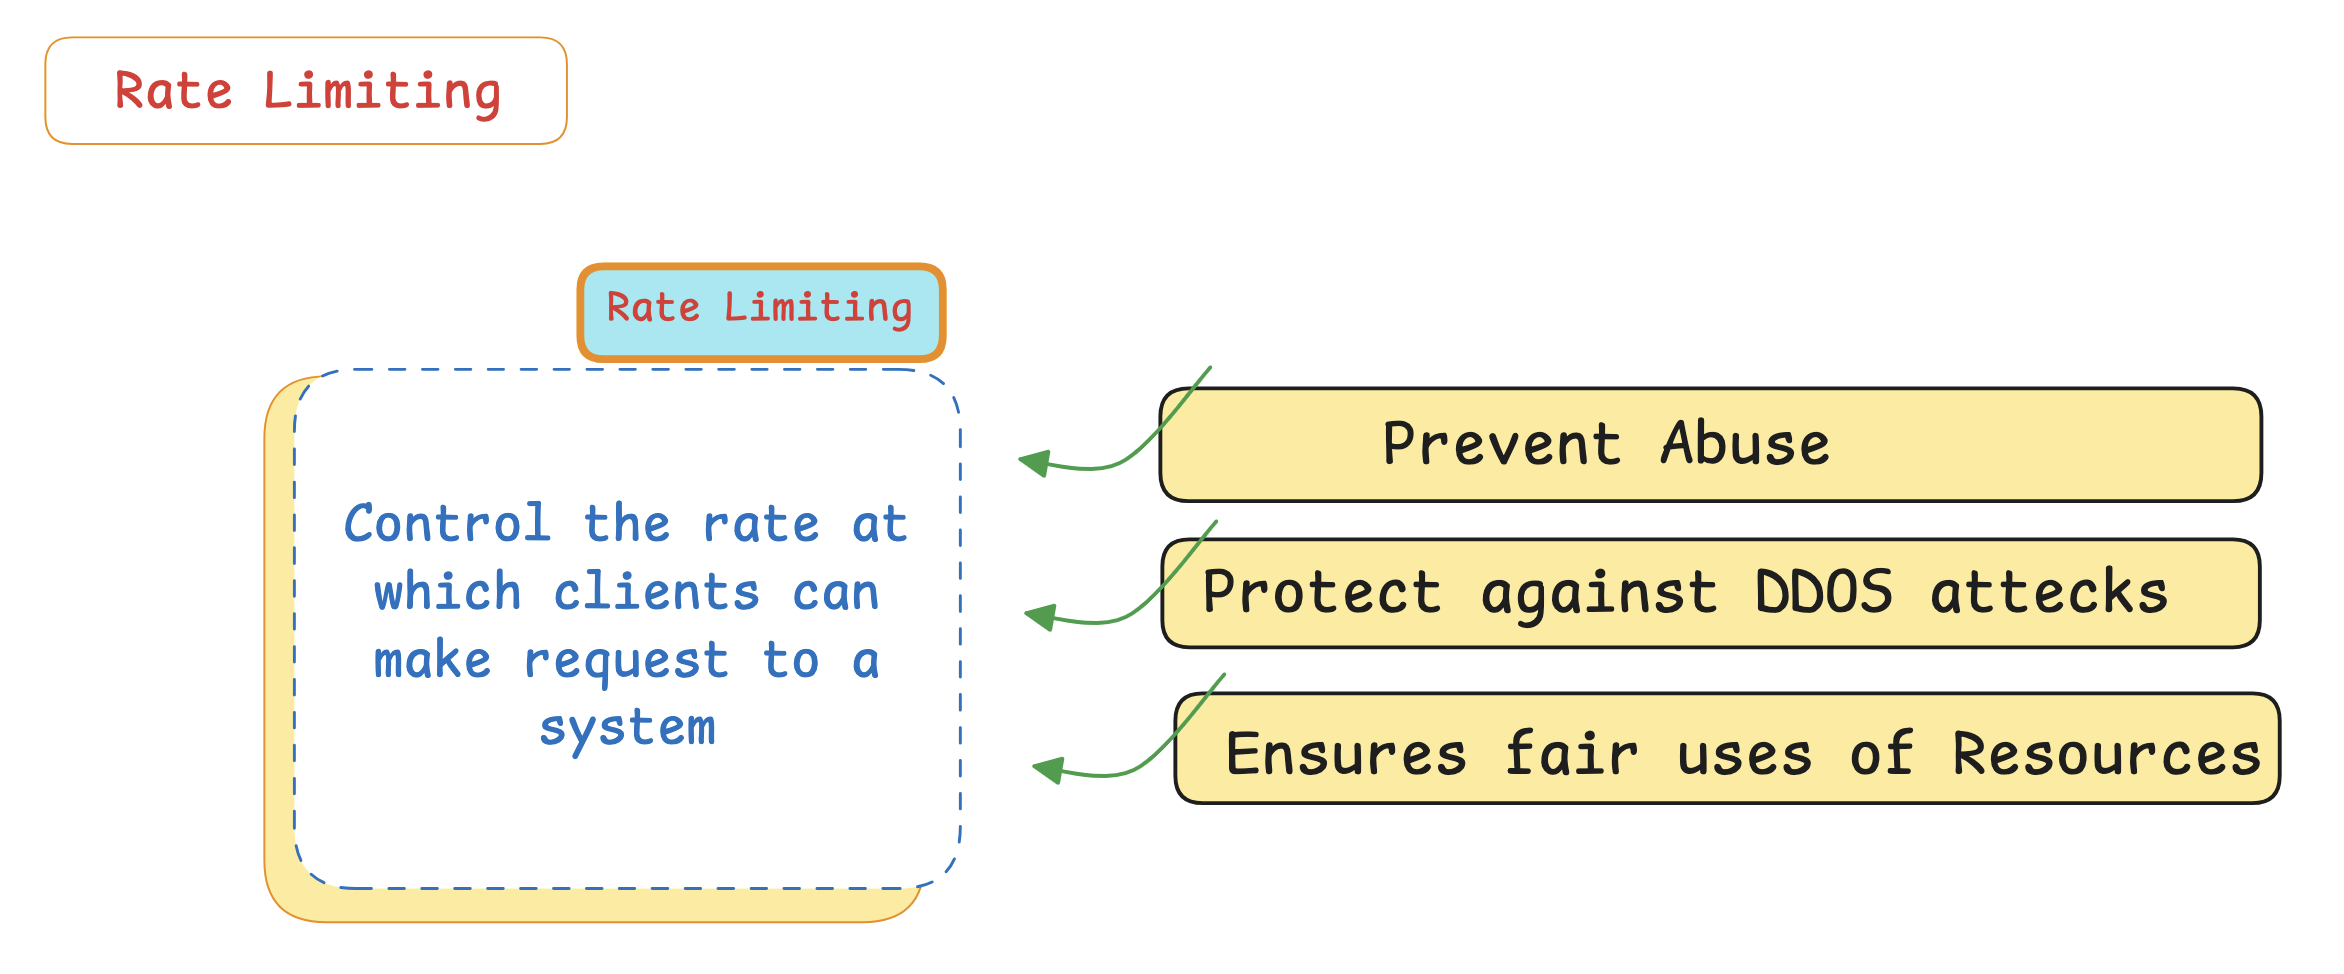 Rate Limiting
Rate Limiting
Control the rate at
which clients can
make request to a
system
Prevent Abuse
Protect against DDOS attecks
Ensures fair uses of Resources